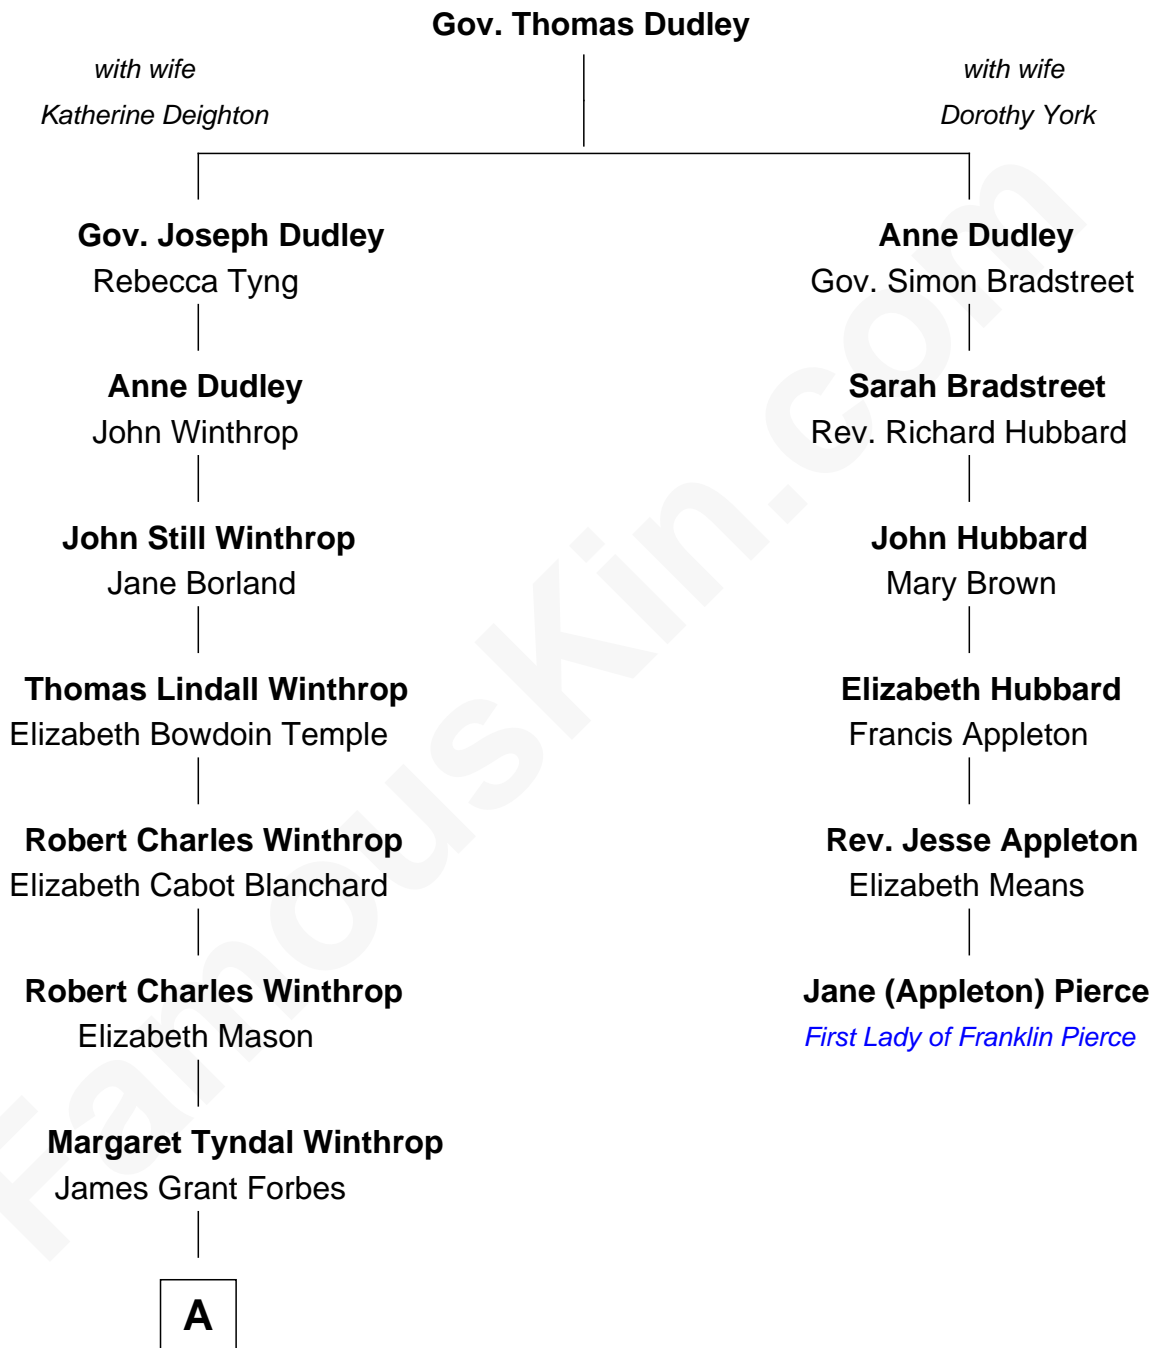 Gov. Thomas Dudley
with wife
Katherine Deighton
with wife
Dorothy York
Gov. Joseph Dudley
Rebecca Tyng
Anne Dudley
Gov. Simon Bradstreet
Anne Dudley
John Winthrop
Sarah Bradstreet
Rev. Richard Hubbard
John Still Winthrop
Jane Borland
John Hubbard
Mary Brown
Thomas Lindall Winthrop
Elizabeth Bowdoin Temple
Elizabeth Hubbard
Francis Appleton
Robert Charles Winthrop
Elizabeth Cabot Blanchard
Rev. Jesse Appleton
Elizabeth Means
Robert Charles Winthrop
Elizabeth Mason
Jane (Appleton) Pierce
First Lady of Franklin Pierce
Margaret Tyndal Winthrop
James Grant Forbes
A
FamousKin.com